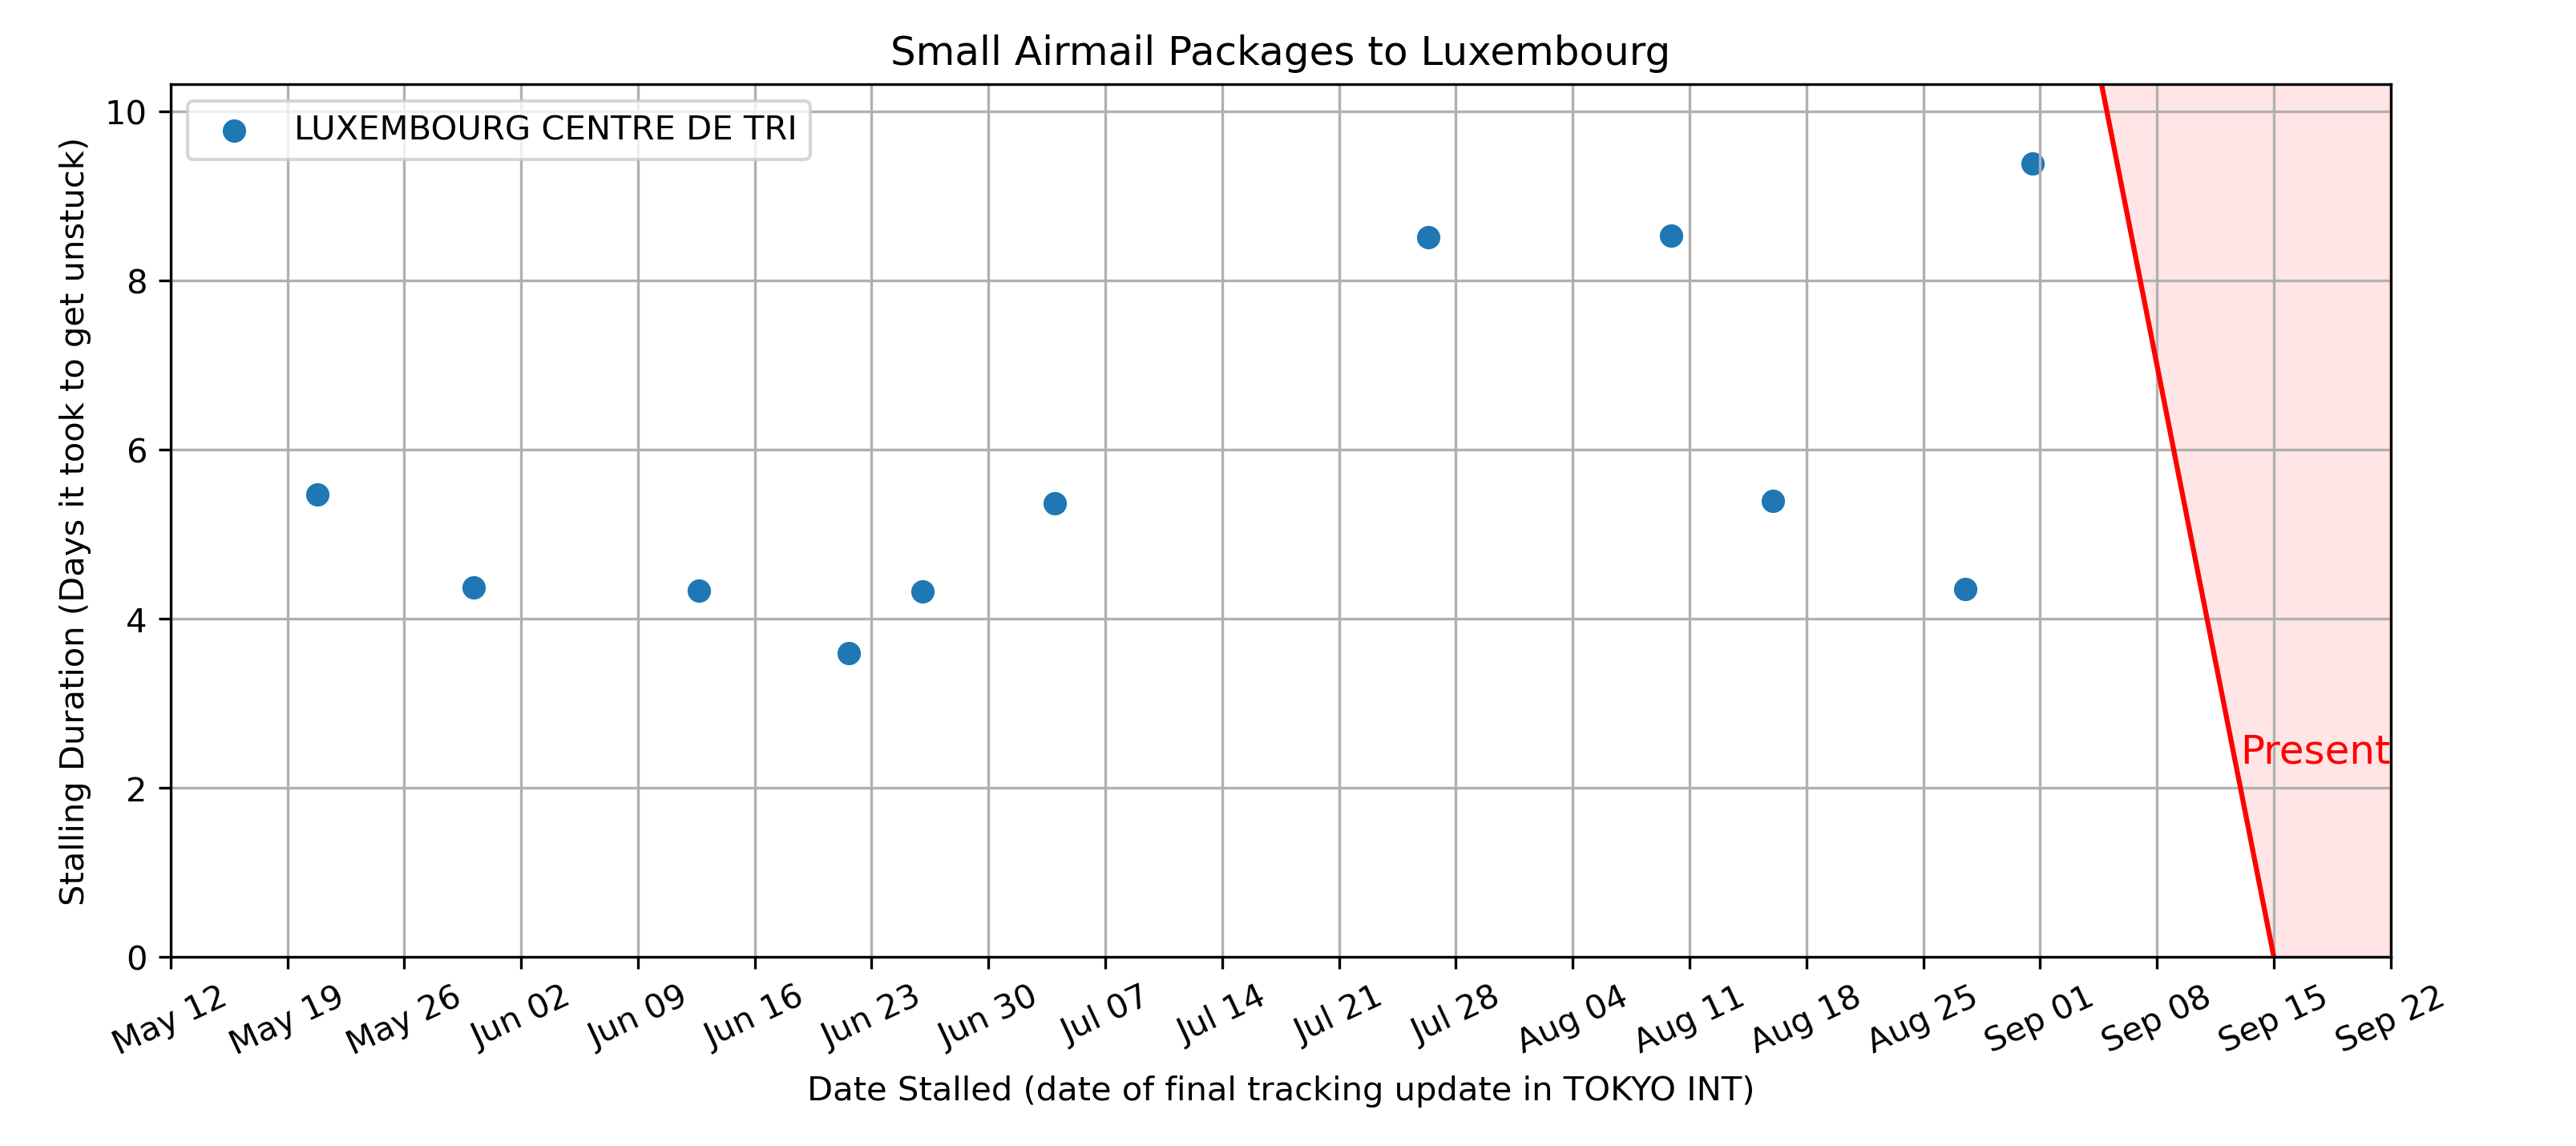 Small Airmail Packages to Luxembourg
LUXEMBOURG CENTRE DE TRI
Stalling Duration (Days it took to get unstuck)
10
8
6
4
2
0
Present
May 12
May 19
May 26
Jun 02
Jun 09
Jun 16
Jun 23
Jun 30
Jul 07
Jul 14
Jul 21
Jul 28
Aug 04
Aug 11
Aug 18
Aug 25
Sep 01
Sep 08
Sep 15
Sep 22
Date Stalled (date of final tracking update in TOKYO INT)